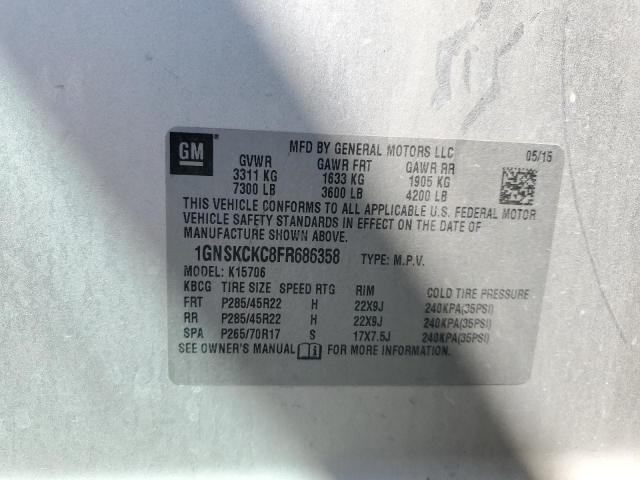 GM
MFD BY GENERAL MOTORS LLC 05/15
GVWR GAWR FRT GAWR RR
3311 KG 1633 KG 1905 KG
7300 LB 3600 LB 4200 LB
THIS VEHICLE CONFORMS TO ALL APPLICABLE U.S. FEDERAL MOTOR
VEHICLE SAFETY STANDARDS IN EFFECT ON THE DATE OF
MANUFACTURE SHOWN ABOVE.
1GNSKCKC8FR686358 TYPE: M.P.V.
MODEL: K15706
KBCG TIRE SIZE SPEED RTG RIM COLD TIRE PRESSURE
FRT P285/45R22 H 22X9J 240KPA(35PSI)
RR P285/45R22 H 22X9J 240KPA(35PSI)
SPA P265/70R17 S 17X7.5J 240KPA(35PSI)
SEE OWNER'S MANUAL FOR MORE INFORMATION.